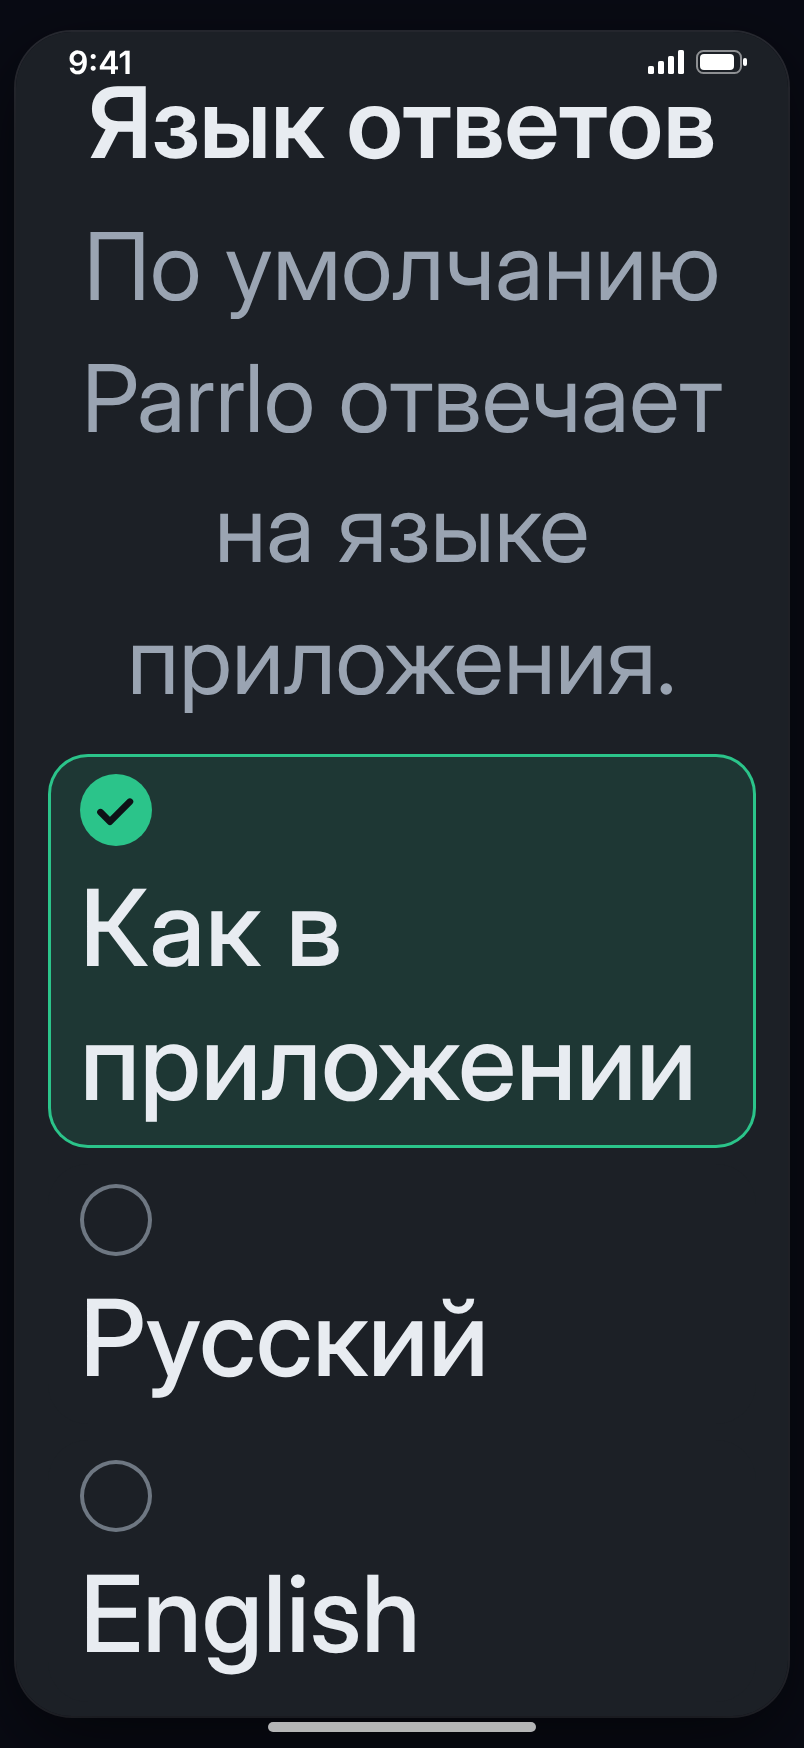 9:41
Язык ответов
По умолчанию
Parrlo отвечает
на языке
приложения.
Как в
приложении
Русский
English